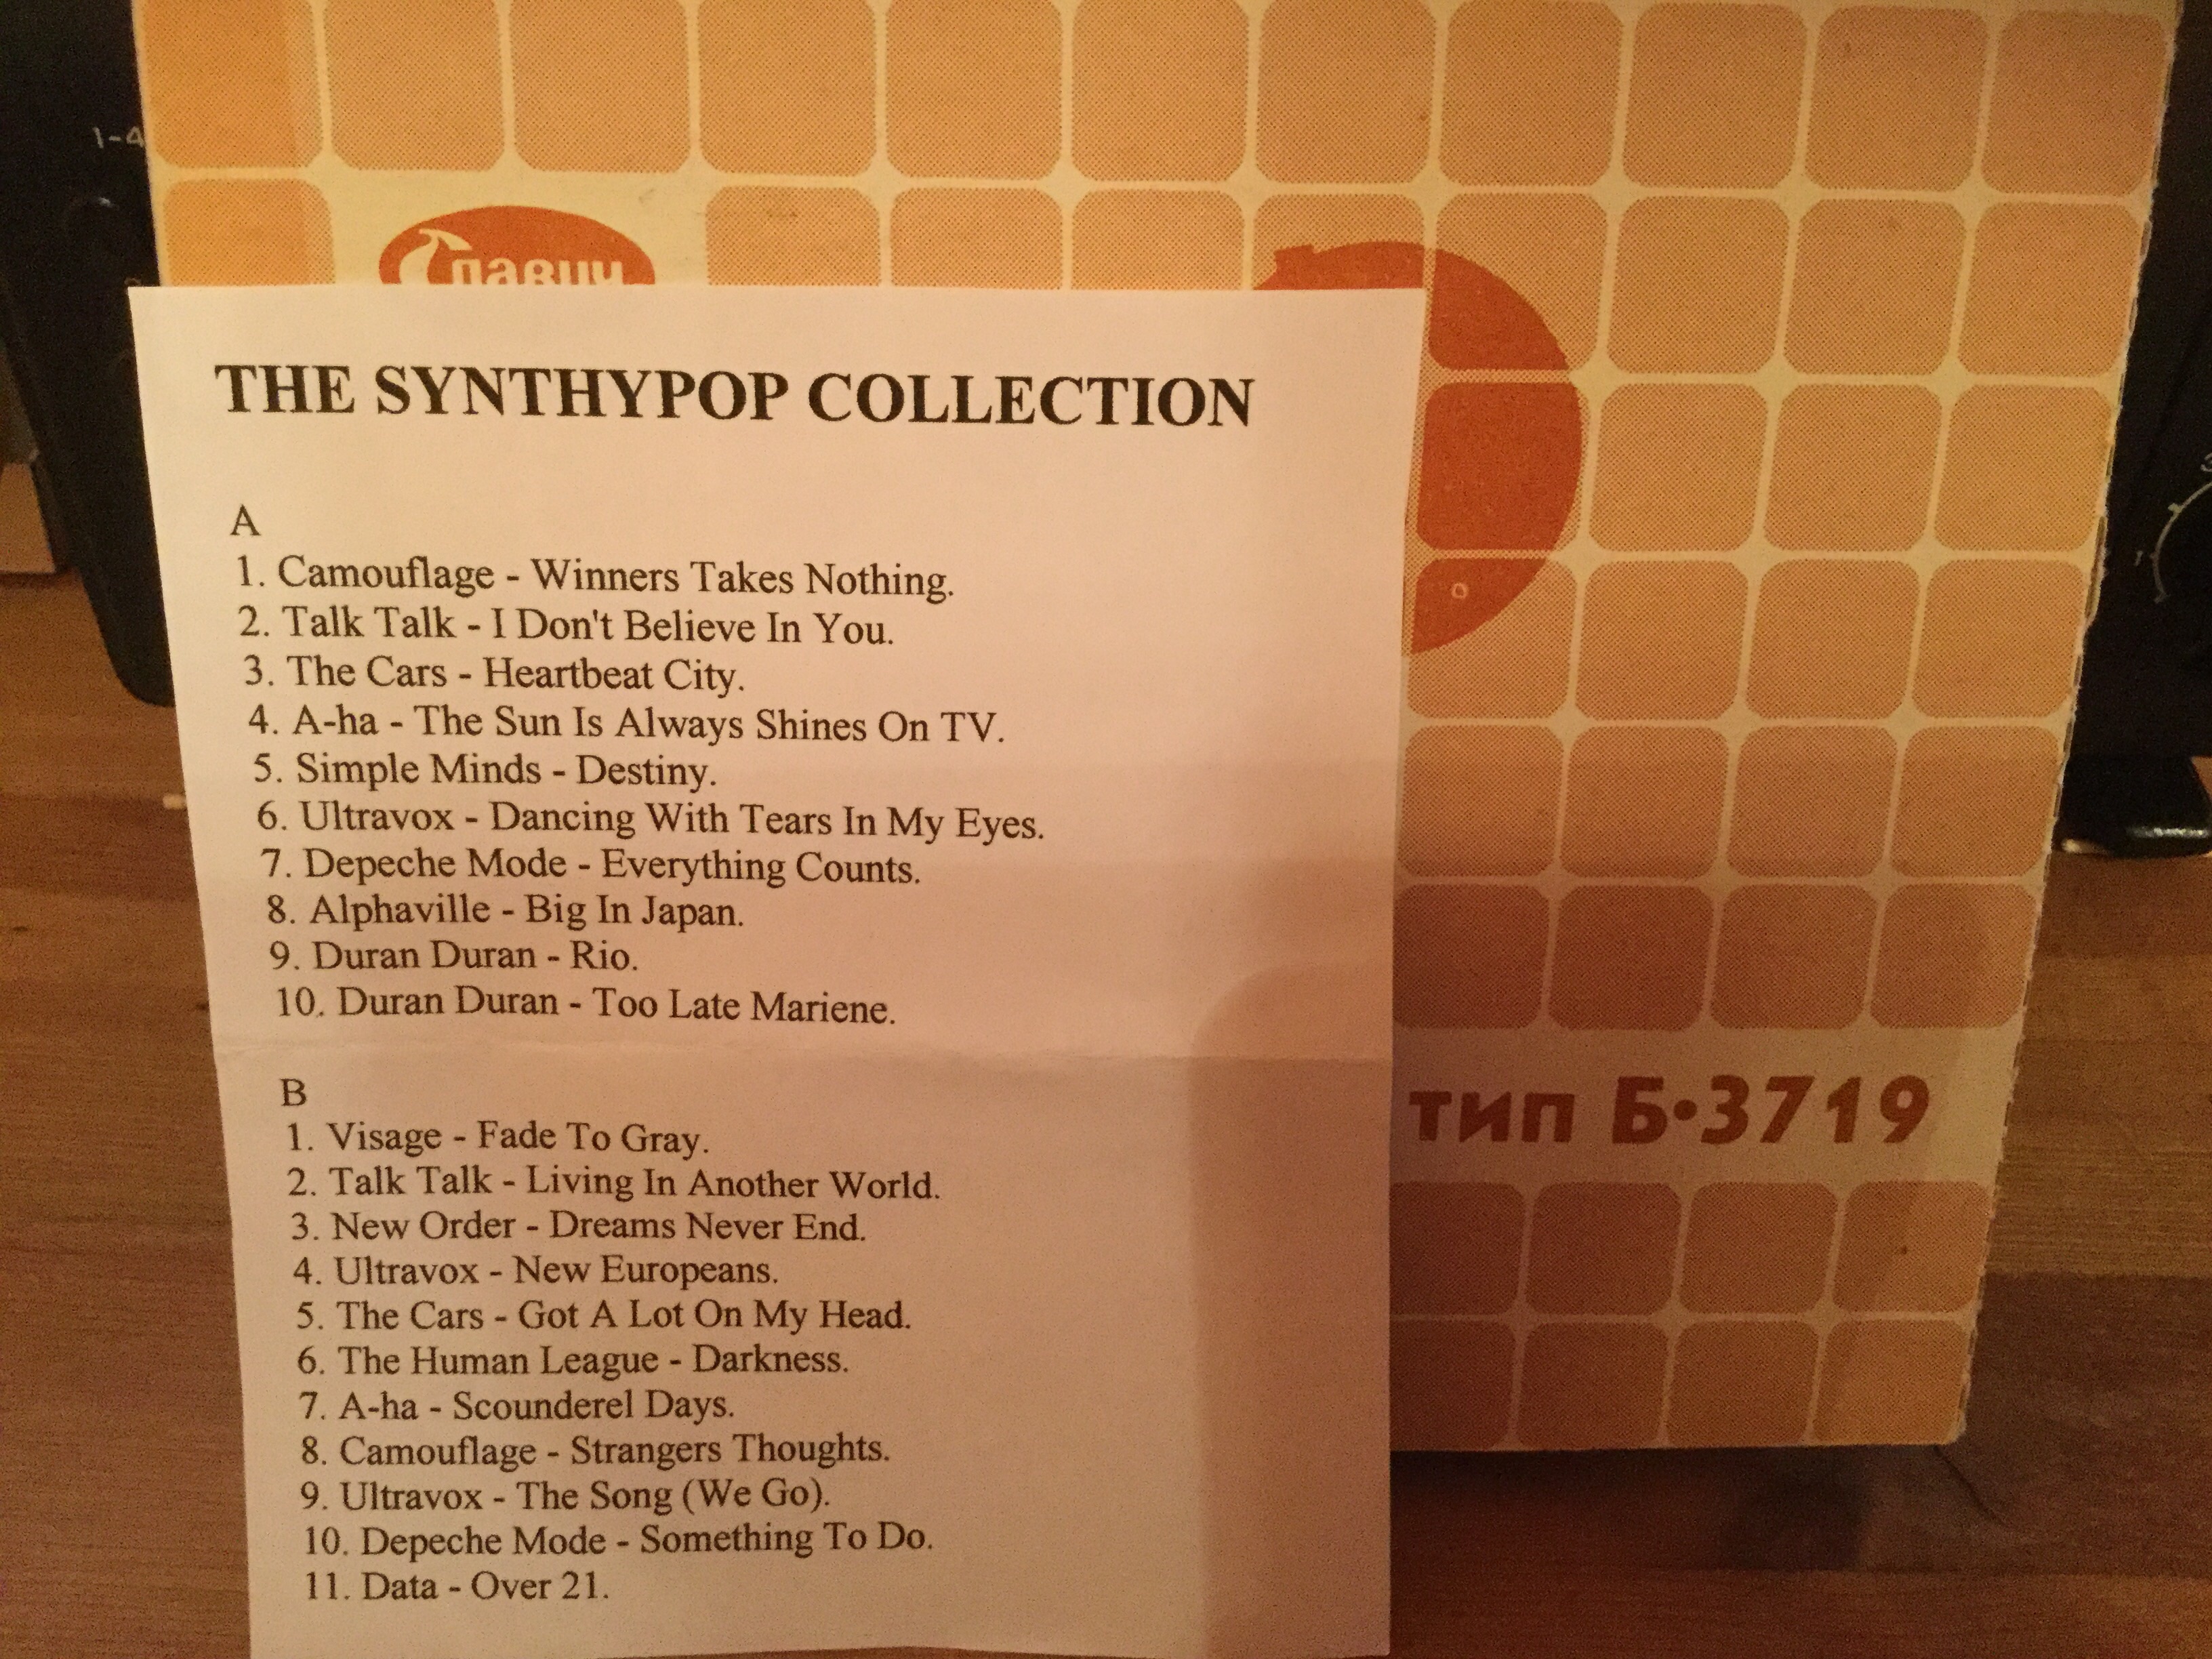 1-4
Славич
THE SYNTHYPOP COLLECTION
A
1. Camouflage - Winners Takes Nothing.
2. Talk Talk - I Don't Believe In You.
3. The Cars - Heartbeat City.
4. A-ha - The Sun Is Always Shines On TV.
5. Simple Minds - Destiny.
6. Ultravox - Dancing With Tears In My Eyes.
7. Depeche Mode - Everything Counts.
8. Alphaville - Big In Japan.
9. Duran Duran - Rio.
10. Duran Duran - Too Late Mariene.
B
1. Visage - Fade To Gray.
2. Talk Talk - Living In Another World.
3. New Order - Dreams Never End.
4. Ultravox - New Europeans.
5. The Cars - Got A Lot On My Head.
6. The Human League - Darkness.
7. A-ha - Scounderel Days.
8. Camouflage - Strangers Thoughts.
9. Ultravox - The Song (We Go).
10. Depeche Mode - Something To Do.
11. Data - Over 21.
тип Б•3719